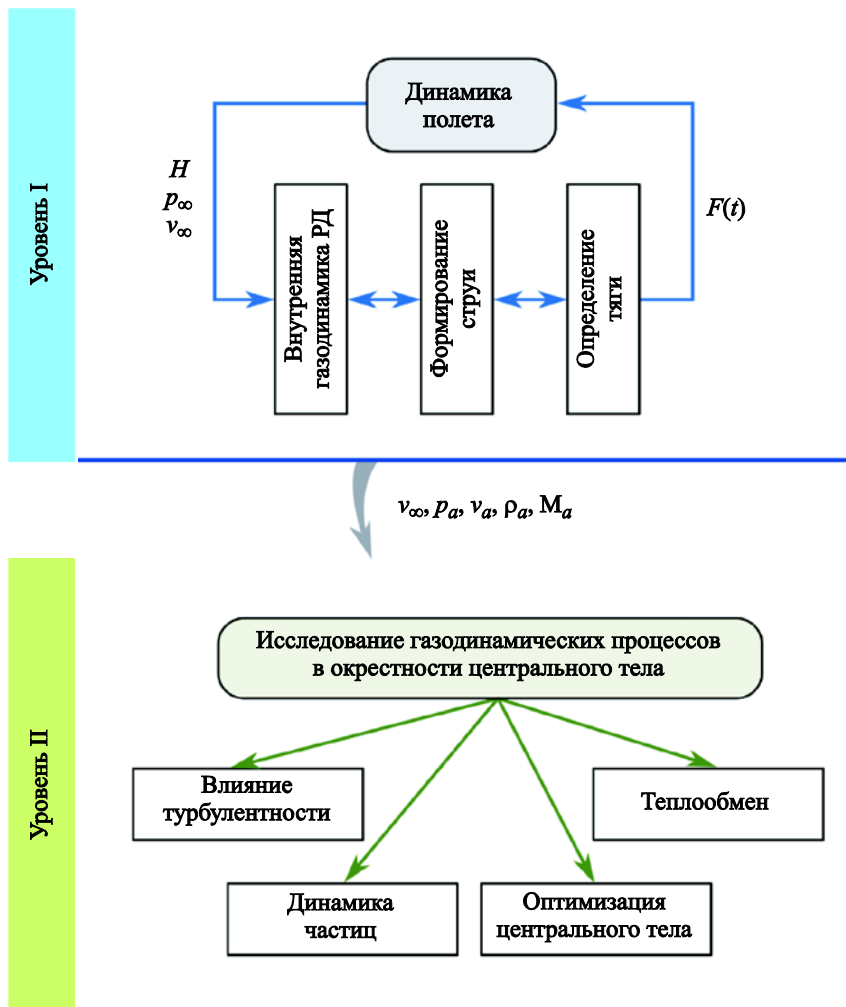 Уровень I
Динамика
полета
H
p∞
v∞
F(t)
Внутренняя
газодинамика РД
Формирование
струи
Определение
тяги
v∞, pa, va, ρa, Ma
Уровень II
Исследование газодинамических процессов
в окрестности центрального тела
Влияние
турбулентности
Теплообмен
Динамика
частиц
Оптимизация
центрального тела